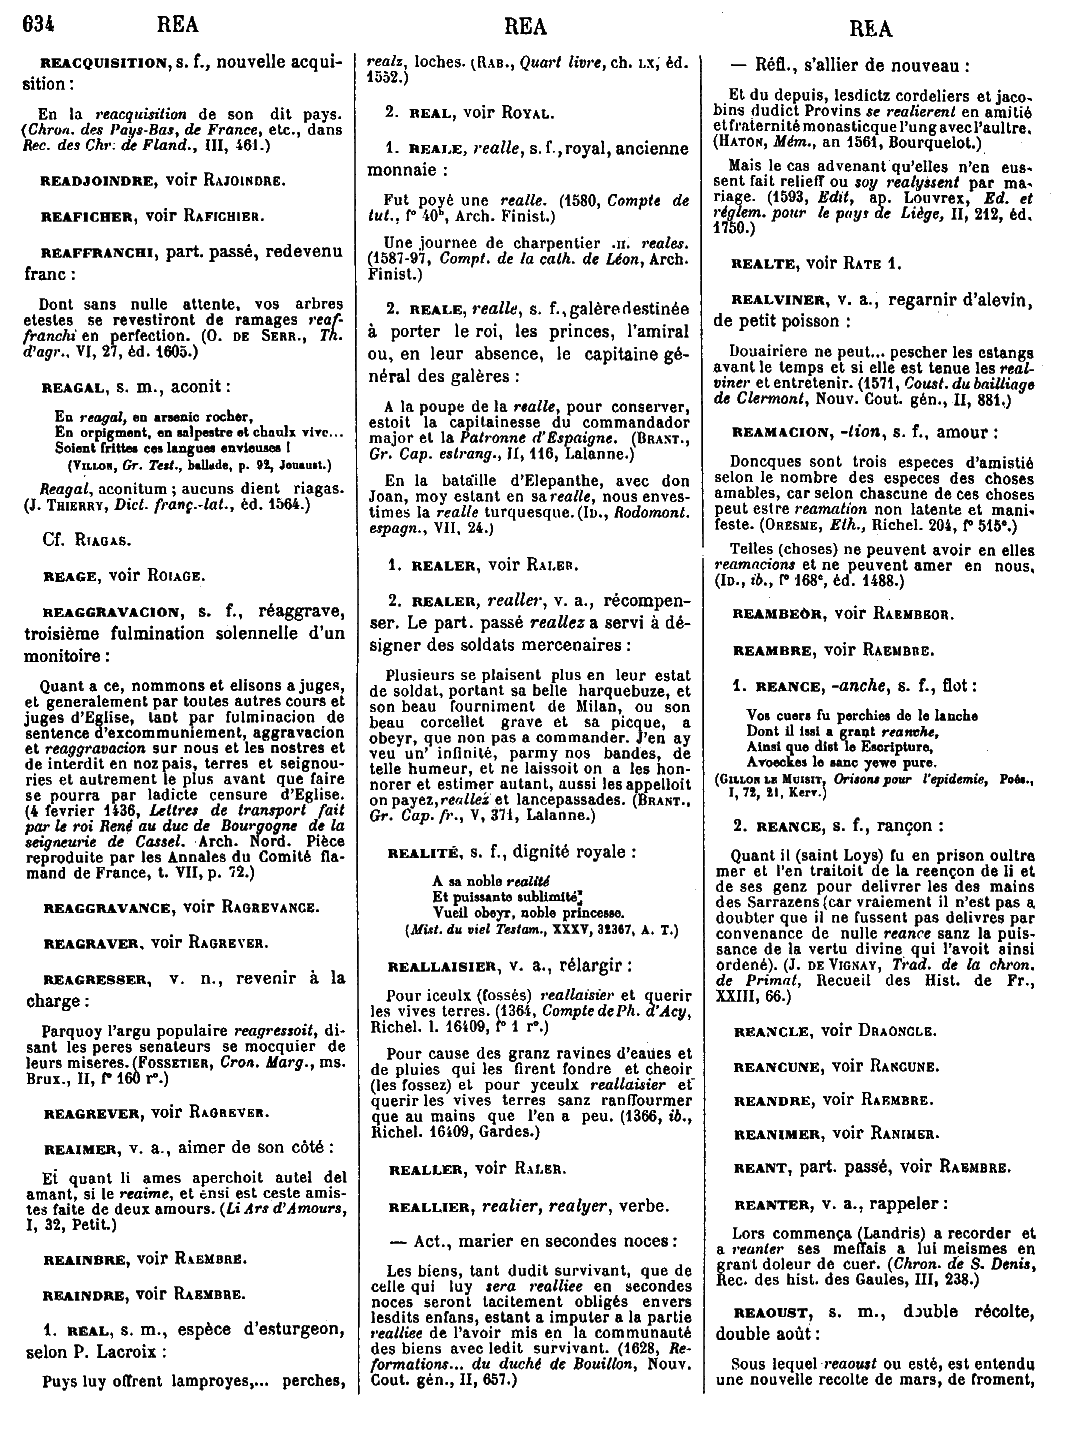 634 REA REA REA
REACQUISITION, s. f., nouvelle acqui-
sition :
En la reacquisition de son dit pays.
(Chron. des Pays-Bas, de France, etc., dans
Rec. des Chr. de Fland., III, 461.)
READJOINDRE, voir RAJOINDRE.
REAFICHER, voir RAFICHIER.
REAFFRANCHI, part. passé, redevenu
franc :
Dont sans nulle attente, vos arbres
etestes se revestiront de ramages reaf-
franchi en perfection. (O. DE SERR., Th.
d'agr., VI, 27, éd. 1605.)
REAGAL, s. m., aconit :
En reagal, en arsenic rocher,
En orpigment, en salpestre et chaulx vive...
Soient frittes ces langues envieuses !
(VILLON, Gr. Test., ballade, p. 92, Jouaust.)
Reagal, aconitum ; aucuns dient riagas.
(J. THIERRY, Dict. franç.-lat., éd. 1564.)
Cf. RIAGAS.
REAGE, voir ROIAGE.
REAGGRAVACION, s. f., réaggrave,
troisième fulmination solennelle d'un
monitoire :
Quant a ce, nommons et elisons a juges,
et generalement par toutes autres cours et
juges d'Eglise, tant par fulminacion de
sentence d'excommuniement, aggravacion
et reaggravacion sur nous et les nostres et
de interdit en noz pais, terres et seignou-
ries et autrement le plus avant que faire
se pourra par ladicte censure d'Eglise.
(4 fevrier 1436, Lettres de transport fait
par le roi René au duc de Bourgogne de la
seigneurie de Cassel. Arch. Nord. Pièce
reproduite par les Annales du Comité fla-
mand de France, t. VII, p. 72.)
REAGGRAVANCE, voir RAGREVANCE.
REAGRAVER, voir RAGREVER.
REAGRESSER, v. n., revenir à la
charge :
Parquoy l'argu populaire reagressoit, di-
sant les peres senateurs se mocquier de
leurs miseres. (FOSSETIER, Cron. Marg., ms.
Brux., II, f° 160 r°.)
REAGREVER, voir RAGREVER.
REAIMER, v. a., aimer de son côté :
Et quant li ames aperchoit autel del
amant, si le reaime, et ensi est ceste amis-
tes faite de deux amours. (Li Ars d'Amours,
I, 32, Petit.)
REAINBRE, voir RAEMBRE.
REAINDRE, voir RAEMBRE.
1. REAL, s. m., espèce d'esturgeon,
selon P. Lacroix :
Puys luy offrent lamproyes,... perches,
realz, loches. (RAB., Quart livre, ch. LX, éd.
1552.)
2. REAL, voir ROYAL.
1. REALE, realle, s. f., royal, ancienne
monnaie :
Fut poyé une realle. (1580, Compte de
tut., f° 40ᵇ, Arch. Finist.)
Une journee de charpentier .II. reales.
(1587-97, Compt. de la cath. de Léon, Arch.
Finist.)
2. REALE, realle, s. f., galère destinée
à porter le roi, les princes, l'amiral
ou, en leur absence, le capitaine gé-
néral des galères :
A la poupe de la realle, pour conserver,
estoit la capitainesse du commandador
major et la Patronne d'Espaigne. (BRANT.,
Gr. Cap. estrang., II, 116, Lalanne.)
En la bataille d'Elepanthe, avec don
Joan, moy estant en sa realle, nous enves-
times la realle turquesque. (ID., Rodomont.
espagn., VII, 24.)
1. REALER, voir RALER.
2. REALER, realler, v. a., récompen-
ser. Le part. passé reallez a servi à dé-
signer des soldats mercenaires :
Plusieurs se plaisent plus en leur estat
de soldat, portant sa belle harquebuze, et
son beau fourniment de Milan, ou son
beau corcellet grave et sa picque, a
obeyr, que non pas a commander. J'en ay
veu un' infinité, parmy nos bandes, de
telle humeur, et ne laissoit on a les hon-
norer et estimer autant, aussi les appelloit
on payez, reallez et lancepassades. (BRANT.,
Gr. Cap. fr., V, 371, Lalanne.)
REALITÉ, s. f., dignité royale :
A sa noble realité
Et puissante sublimité,
Vueil obeyr, noble princesse.
(Mist. du viel Testam., XXXV, 32367, A. T.)
REALLAISIER, v. a., rélargir :
Pour iceulx (fossés) reallaisier et querir
les vives terres. (1364, Compte de Ph. d'Acy,
Richel. l. 16409, f° 1 r°.)
Pour cause des granz ravines d'eaues et
de pluies qui les firent fondre et cheoir
(les fossez) et pour yceulx reallaisier et
querir les vives terres sanz ranffourmer
que au mains que l'en a peu. (1366, ib.,
Richel. 16409, Gardes.)
REALLER, voir RALER.
REALLIER, realier, realyer, verbe.
— Act., marier en secondes noces :
Les biens, tant dudit survivant, que de
celle qui luy sera realliee en secondes
noces seront tacitement obligés envers
lesdits enfans, estant a imputer a la partie
realliee de l'avoir mis en la communauté
des biens avec ledit survivant. (1628, Re-
formations... du duché de Bouillon, Nouv.
Cout. gén., II, 657.)
— Réfl., s'allier de nouveau :
Et du depuis, lesdictz cordeliers et jaco-
bins dudict Provins se realierent en amitié
et fraternité monasticque l'ung avec l'aultre.
(HATON, Mém., an 1561, Bourquelot.)
Mais le cas advenant qu'elles n'en eus-
sent fait relieff ou soy realyssent par ma-
riage. (1593, Edit, ap. Louvrex, Ed. et
réglem. pour le pays de Liège, II, 212, éd.
1750.)
REALTE, voir RATE 1.
REALVINER, v. a., regarnir d'alevin,
de petit poisson :
Douairiere ne peut... pescher les estangs
avant le temps et si elle est tenue les real-
viner et entretenir. (1571, Coust. du bailliage
de Clermont, Nouv. Cout. gén., II, 881.)
REAMACION, -tion, s. f., amour :
Doncques sont trois especes d'amistié
selon le nombre des especes des choses
amables, car selon chascune de ces choses
peut estre reamation non latente et mani-
feste. (ORESME, Eth., Richel. 204, f° 515ᵉ.)
Telles (choses) ne peuvent avoir en elles
reamacions et ne peuvent amer en nous.
(ID., ib., f° 168ᶜ, éd. 1488.)
REAMBEOR, voir RAEMBEOR.
REAMBRE, voir RAEMBRE.
1. REANCE, -anche, s. f., flot :
Vos cuers fu perchies de le lanche
Dont il issi a grant reanche,
Ainsi que dist le Escripture,
Avoeckes le sanc yewe pure.
(GILLON LE MUISIT, Orisons pour l'epidemie, Poés.,
I, 72, 21, Kerv.)
2. REANCE, s. f., rançon :
Quant il (saint Loys) fu en prison oultre
mer et l'en traitoit de la reençon de li et
de ses genz pour delivrer les des mains
des Sarrazens (car vraiement il n'est pas a
doubter que il ne fussent pas delivres par
convenance de nulle reance sanz la puis-
sance de la vertu divine qui l'avoit ainsi
ordené). (J. DE VIGNAY, Trad. de la chron.
de Primat, Recueil des Hist. de Fr.,
XXIII, 66.)
REANCLE, voir DRAONCLE.
REANCUNE, voir RANCUNE.
REANDRE, voir RAEMBRE.
REANIMER, voir RANIMER.
REANT, part. passé, voir RAEMBRE.
REANTER, v. a., rappeler :
Lors commença (Landris) a recorder et
a reanter ses meffais a lui meismes en
grant doleur de cuer. (Chron. de S. Denis,
Rec. des hist. des Gaules, III, 238.)
REAOUST, s. m., double récolte,
double août :
Sous lequel reaoust ou esté, est entendu
une nouvelle recolte de mars, de froment,